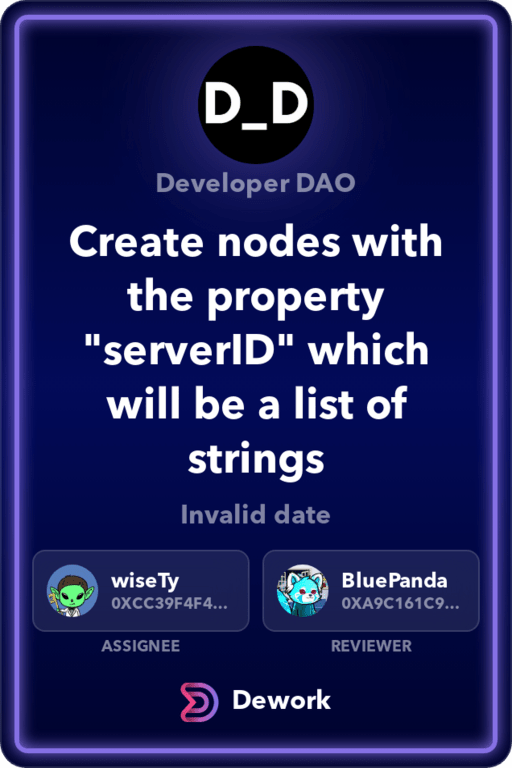 D_D
Developer DAO
Create nodes with
the property
"serverID" which
will be a list of
strings
Invalid date
wiseTy
0XCC39F4F4...
ASSIGNEE
BluePanda
0XA9C161C9...
REVIEWER
Dework